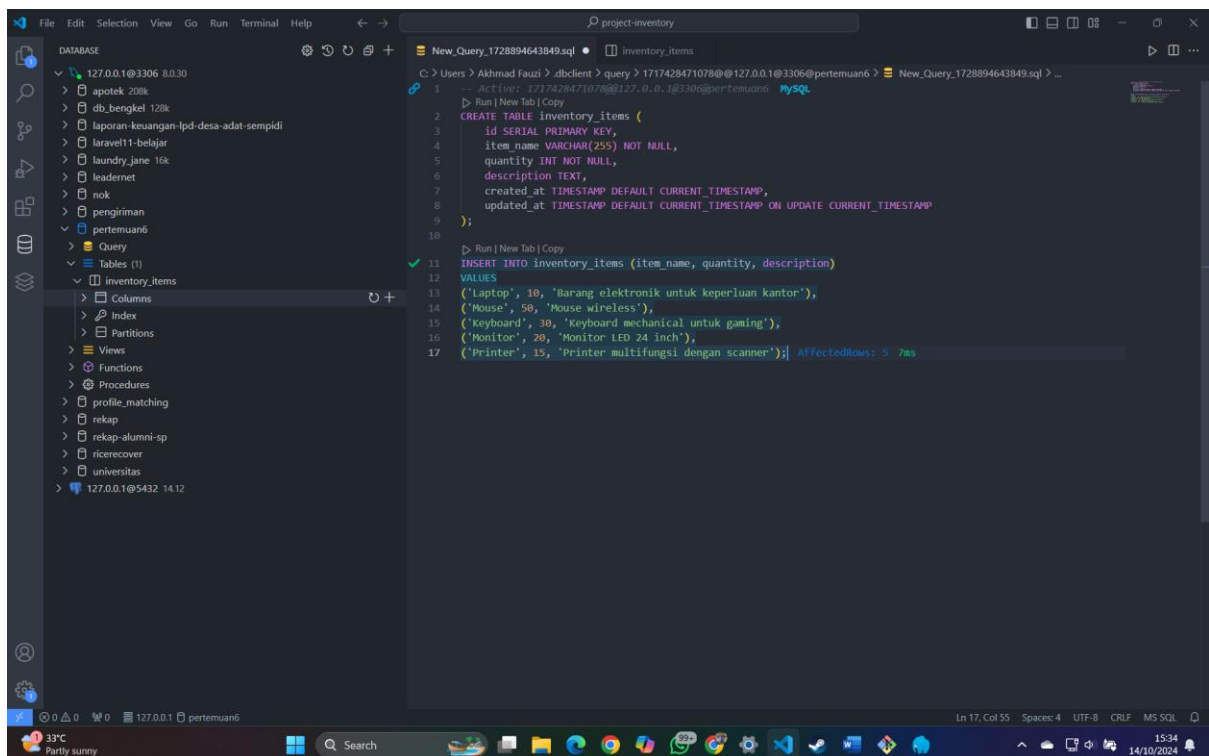 File Edit Selection View Go Run Terminal Help
project-inventory
DATABASE
127.0.0.1@3306 8.0.30
apotek 208k
db_bengkel 128k
laporan-keuangan-lpd-desa-adat-sempidi
laravel11-belajar
laundry_jane 16k
leadernet
nok
pengiriman
pertemuan6
Query
Tables (1)
inventory_items
Columns
Index
Partitions
Views
Functions
Procedures
profile_matching
rekap
rekap-alumni-sp
ricerecover
universitas
127.0.0.1@5432 14.12
New_Query_1728894643849.sql
inventory_items
C: > Users > Akhmad Fauzi > .dbclient > query > 1717428471078@@127.0.0.1@3306@pertemuan6 > New_Query_1728894643849.sql > ...
1 -- Active: 1717428471078@@127.0.0.1@3306@pertemuan6 MySQL
Run | New Tab | Copy
2 CREATE TABLE inventory_items (
3 id SERIAL PRIMARY KEY,
4 item_name VARCHAR(255) NOT NULL,
5 quantity INT NOT NULL,
6 description TEXT,
7 created_at TIMESTAMP DEFAULT CURRENT_TIMESTAMP,
8 updated_at TIMESTAMP DEFAULT CURRENT_TIMESTAMP ON UPDATE CURRENT_TIMESTAMP
9 );
10
Run | New Tab | Copy
11 INSERT INTO inventory_items (item_name, quantity, description)
12 VALUES
13 ('Laptop', 10, 'Barang elektronik untuk keperluan kantor'),
14 ('Mouse', 50, 'Mouse wireless'),
15 ('Keyboard', 30, 'Keyboard mechanical untuk gaming'),
16 ('Monitor', 20, 'Monitor LED 24 inch'),
17 ('Printer', 15, 'Printer multifungsi dengan scanner'); AffectedRows: 5 7ms
0 0 0 127.0.0.1 pertemuan6
Ln 17, Col 55 Spaces: 4 UTF-8 CRLF MS SQL
1
33°C
Partly sunny
Search
99+
15:34
14/10/2024